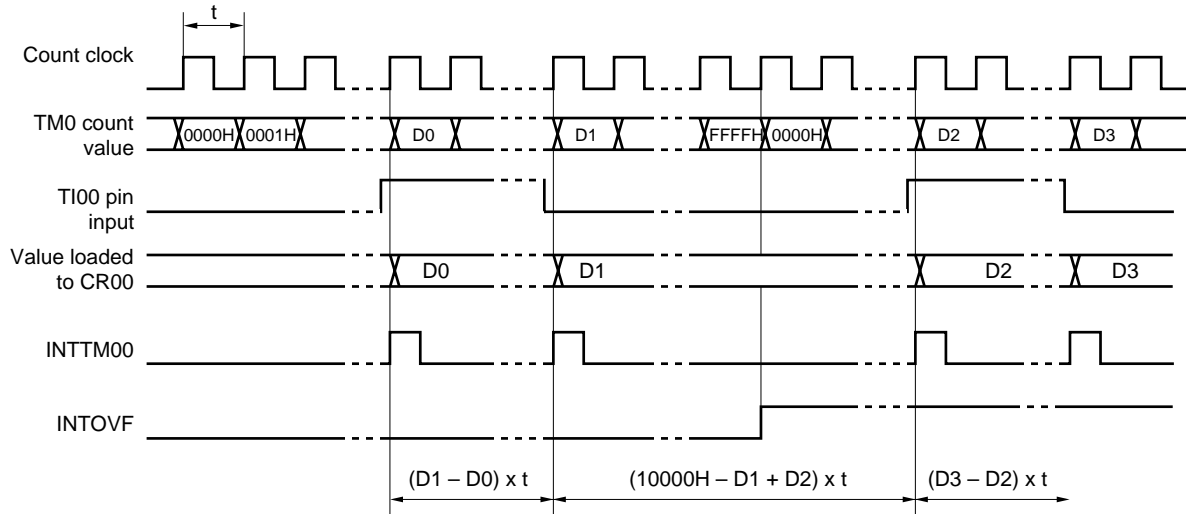 t
Count clock
TM0 count
value
0000H 0001H D0 D1 FFFFH 0000H D2 D3
TI00 pin
input
Value loaded
to CR00
D0 D1 D2 D3
INTTM00
INTOVF
(D1 – D0) x t (10000H – D1 + D2) x t (D3 – D2) x t